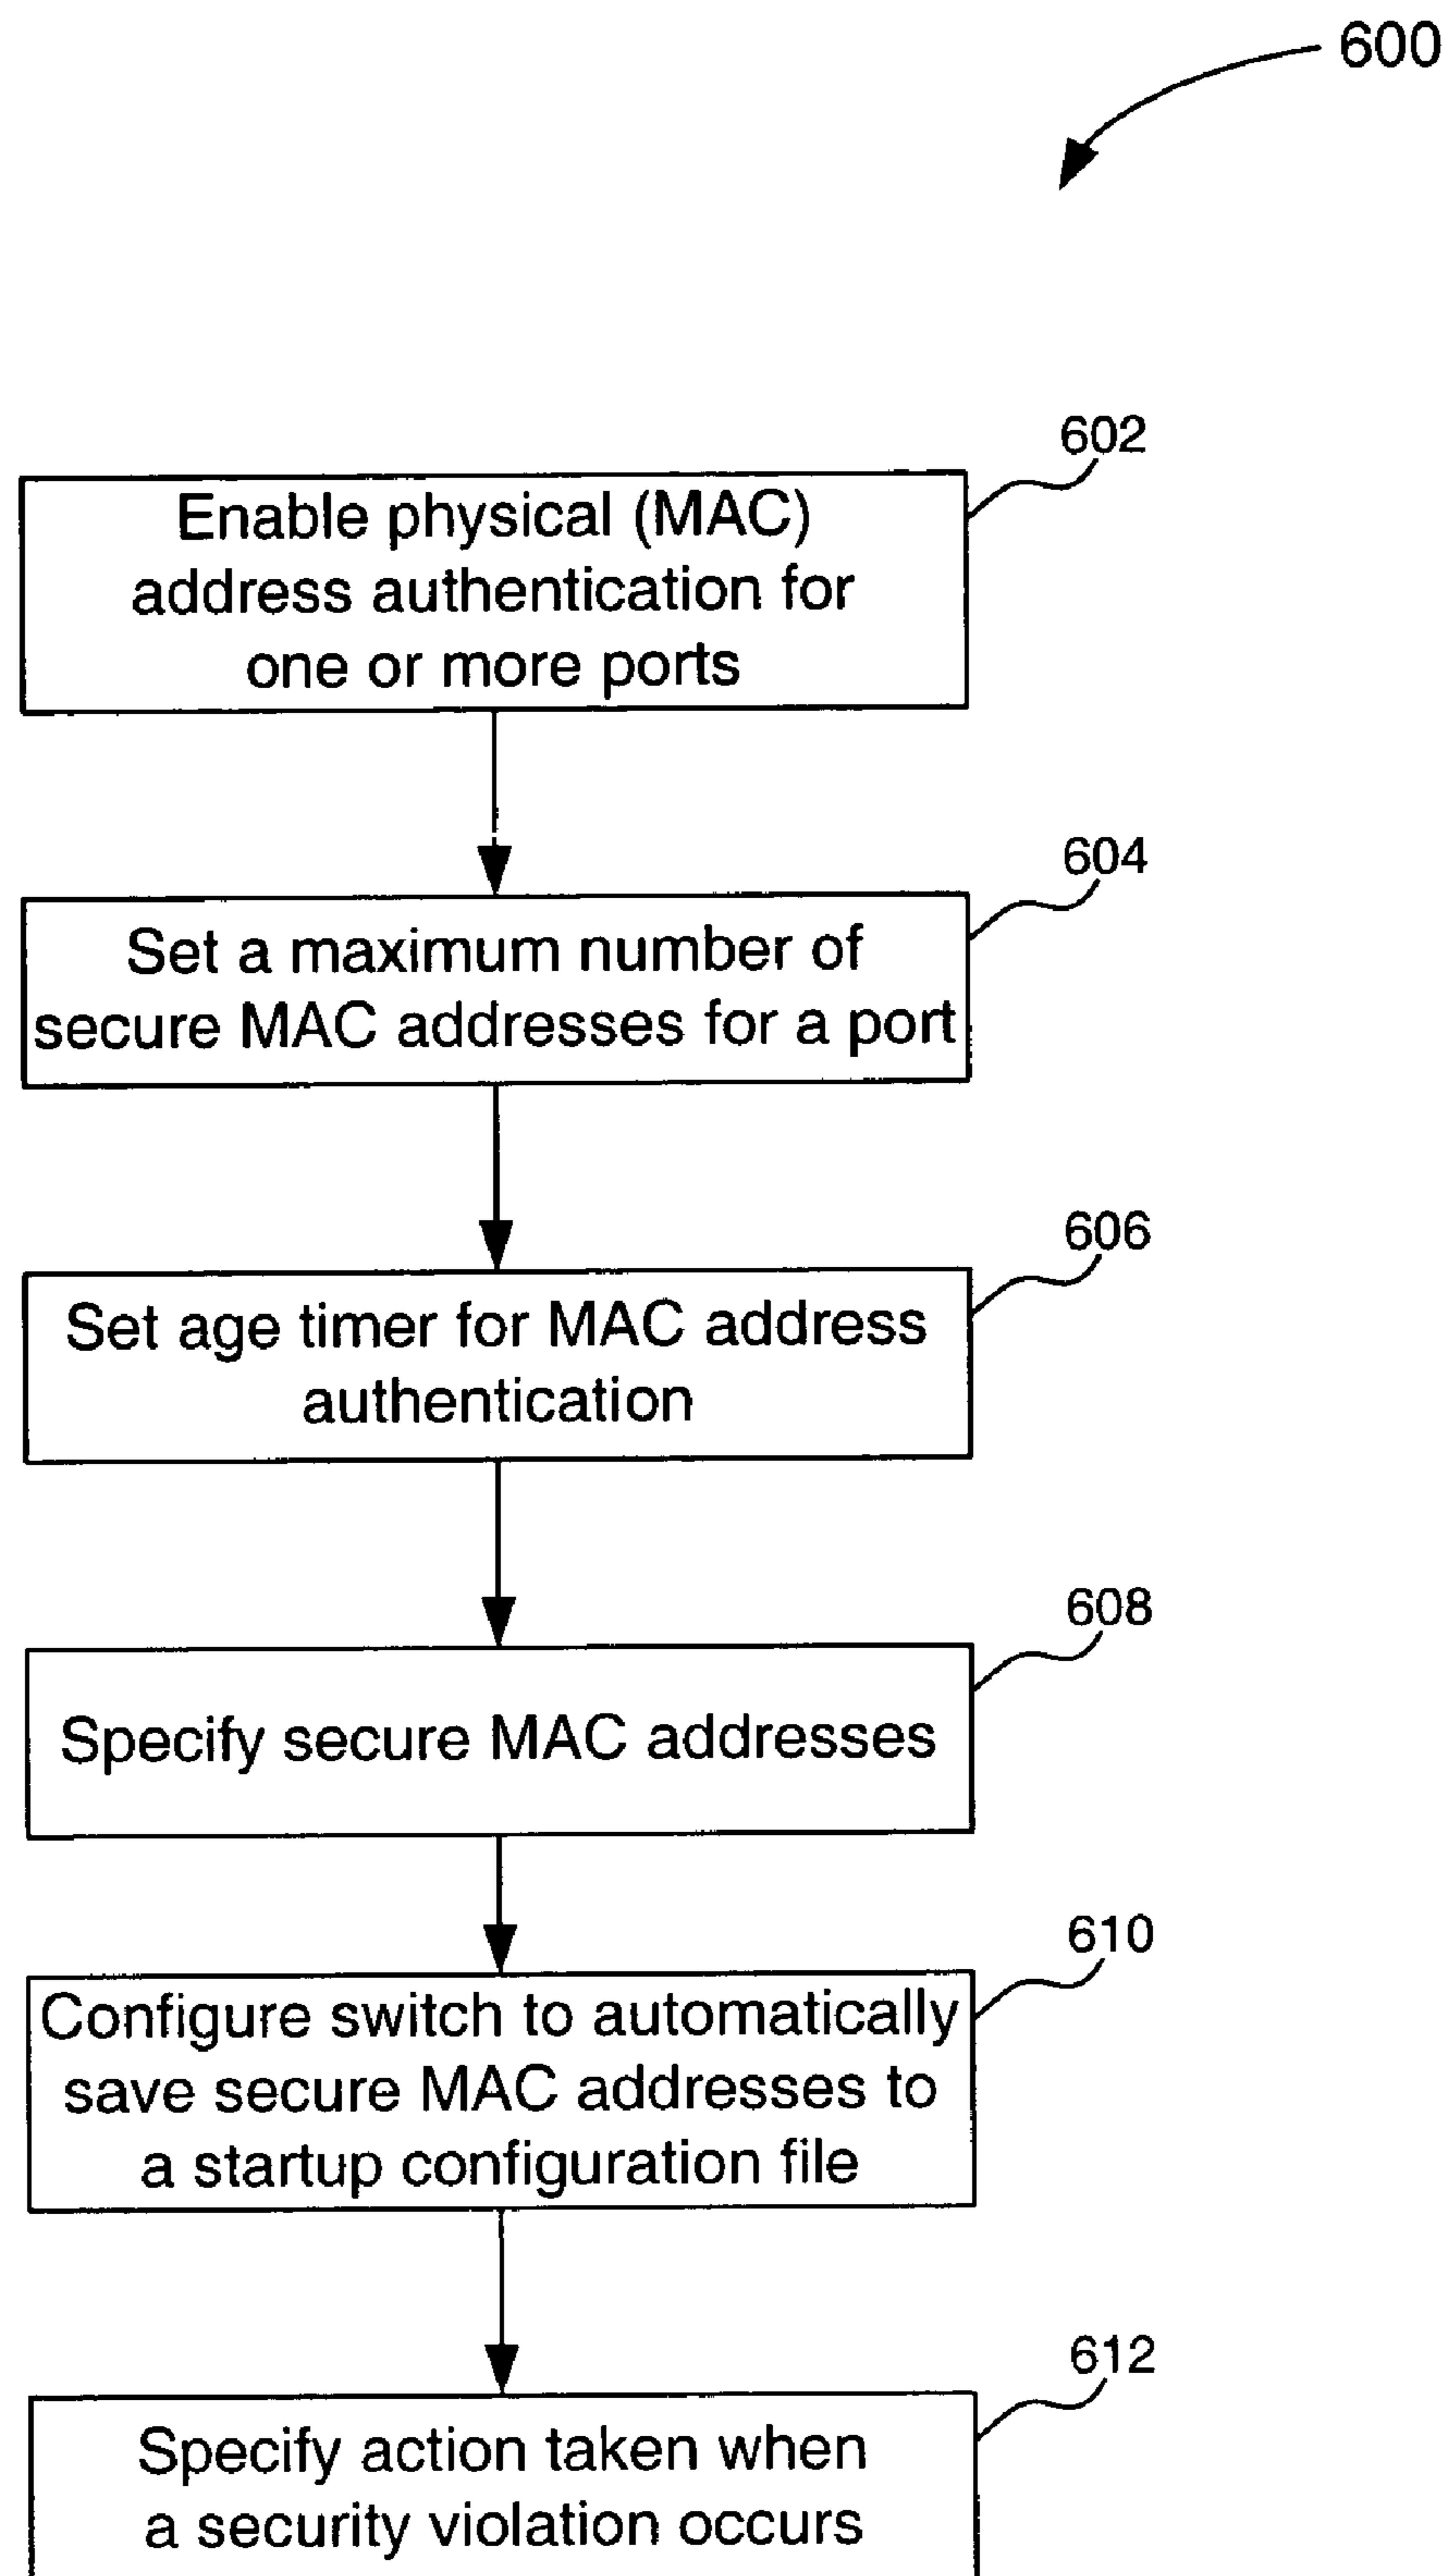 600
602
Enable physical (MAC)
address authentication for
one or more ports
604
Set a maximum number of
secure MAC addresses for a port
606
Set age timer for MAC address
authentication
608
Specify secure MAC addresses
610
Configure switch to automatically
save secure MAC addresses to
a startup configuration file
612
Specify action taken when
a security violation occurs